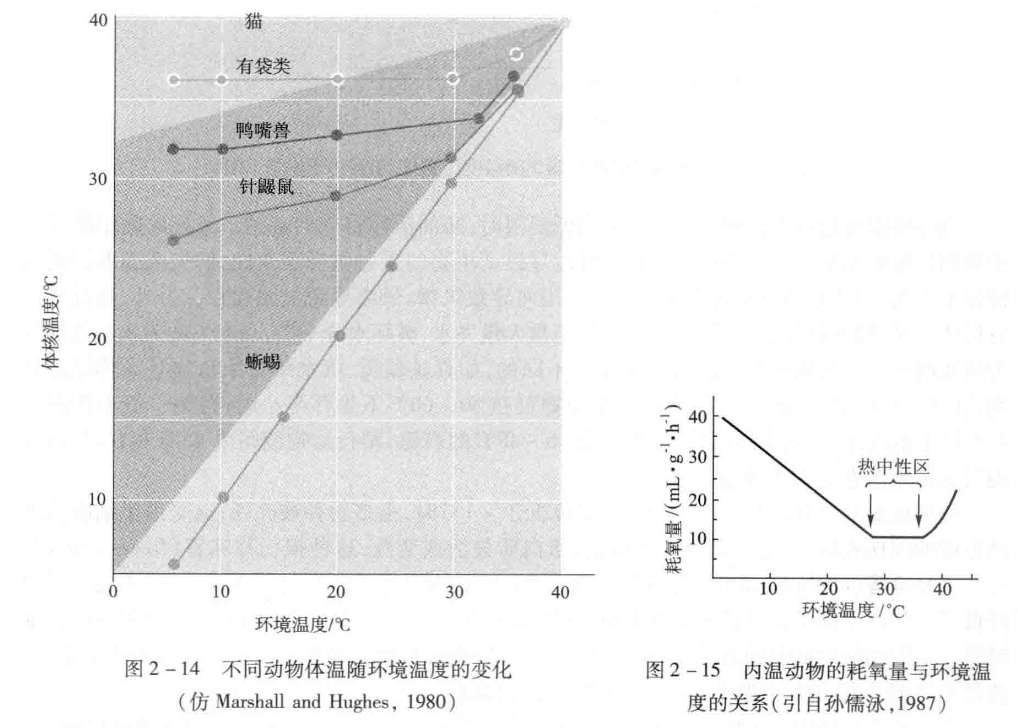 40
30
20
10
0
10
20
30
40
体核温度/℃
环境温度/℃
猫
有袋类
鸭嘴兽
针鼹鼠
蜥蜴
图2-14 不同动物体温随环境温度的变化
(仿 Marshall and Hughes, 1980)
40
30
20
10
10
20
30
40
耗氧量/(mL·g⁻¹·h⁻¹)
热中性区
环境温度/°C
图2-15 内温动物的耗氧量与环境温
度的关系(引自孙儒泳,1987)